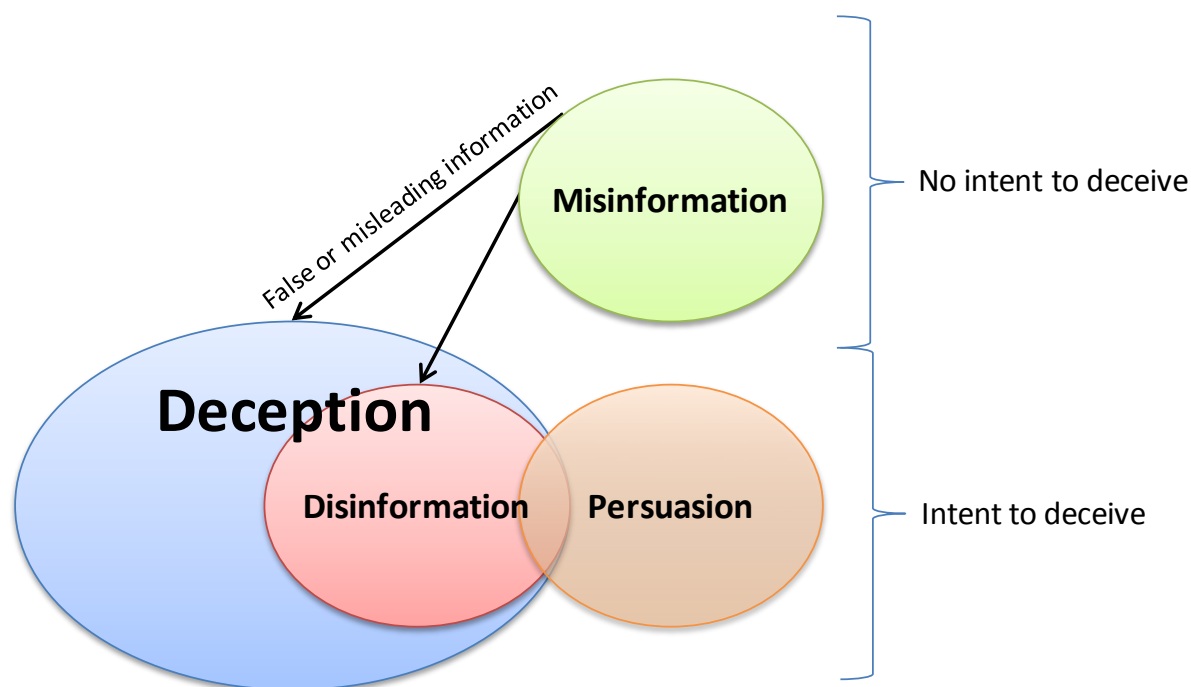 False or misleading information
Misinformation
No intent to deceive
Deception
Disinformation
Persuasion
Intent to deceive